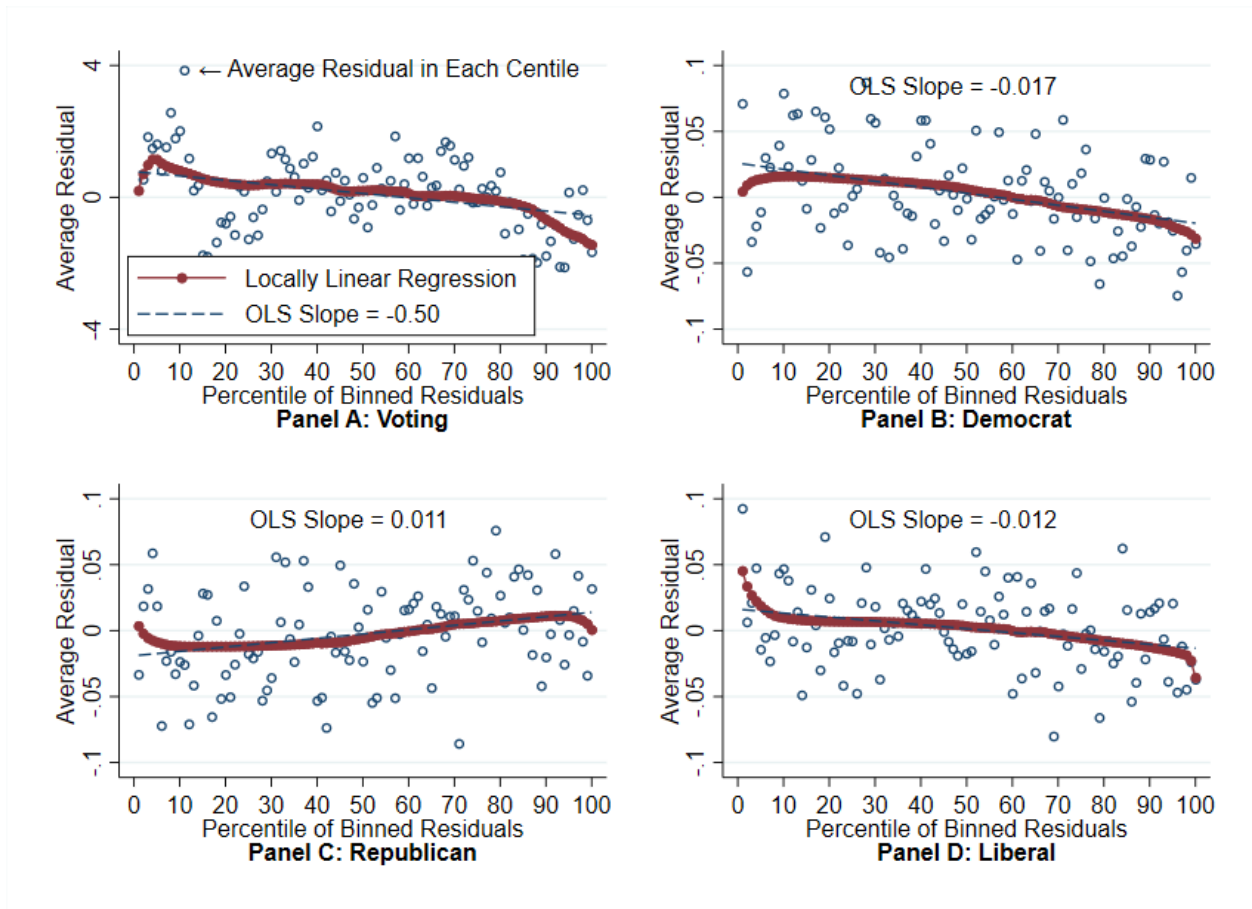 4
0
-4
Average Residual
← Average Residual in Each Centile
Locally Linear Regression
OLS Slope = -0.50
0 10 20 30 40 50 60 70 80 90 100
Percentile of Binned Residuals
Panel A: Voting
.1
.05
0
-.05
-.1
Average Residual
OLS Slope = -0.017
0 10 20 30 40 50 60 70 80 90 100
Percentile of Binned Residuals
Panel B: Democrat
.1
.05
0
-.05
-.1
Average Residual
OLS Slope = 0.011
0 10 20 30 40 50 60 70 80 90 100
Percentile of Binned Residuals
Panel C: Republican
.1
.05
0
-.05
-.1
Average Residual
OLS Slope = -0.012
0 10 20 30 40 50 60 70 80 90 100
Percentile of Binned Residuals
Panel D: Liberal